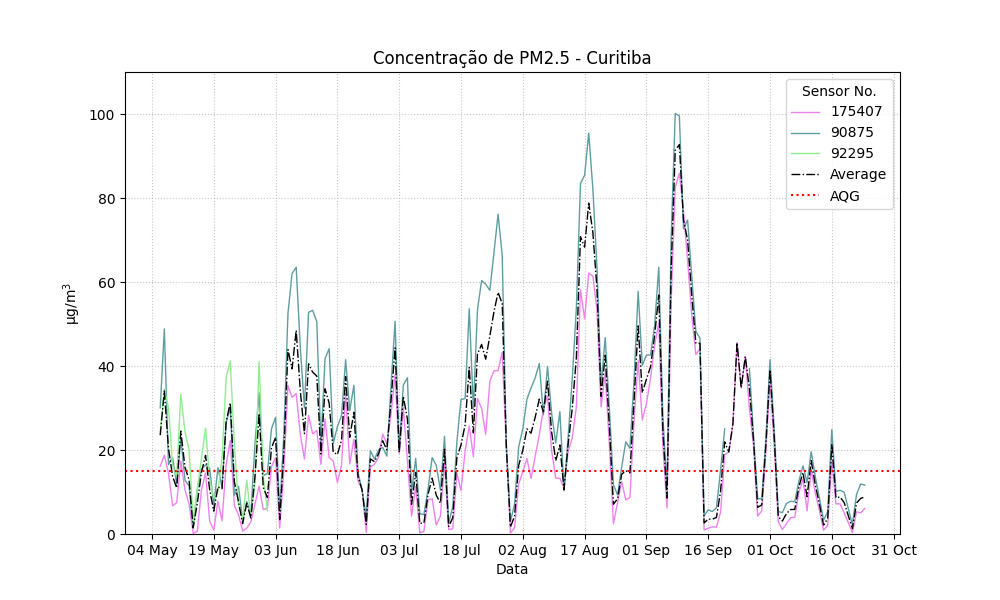 Concentração de PM2.5 - Curitiba
Sensor No.
175407
90875
92295
Average
AQG
100
80
60
40
20
0
µg/m³
04 May 19 May 03 Jun 18 Jun 03 Jul 18 Jul 02 Aug 17 Aug 01 Sep 16 Sep 01 Oct 16 Oct 31 Oct
Data